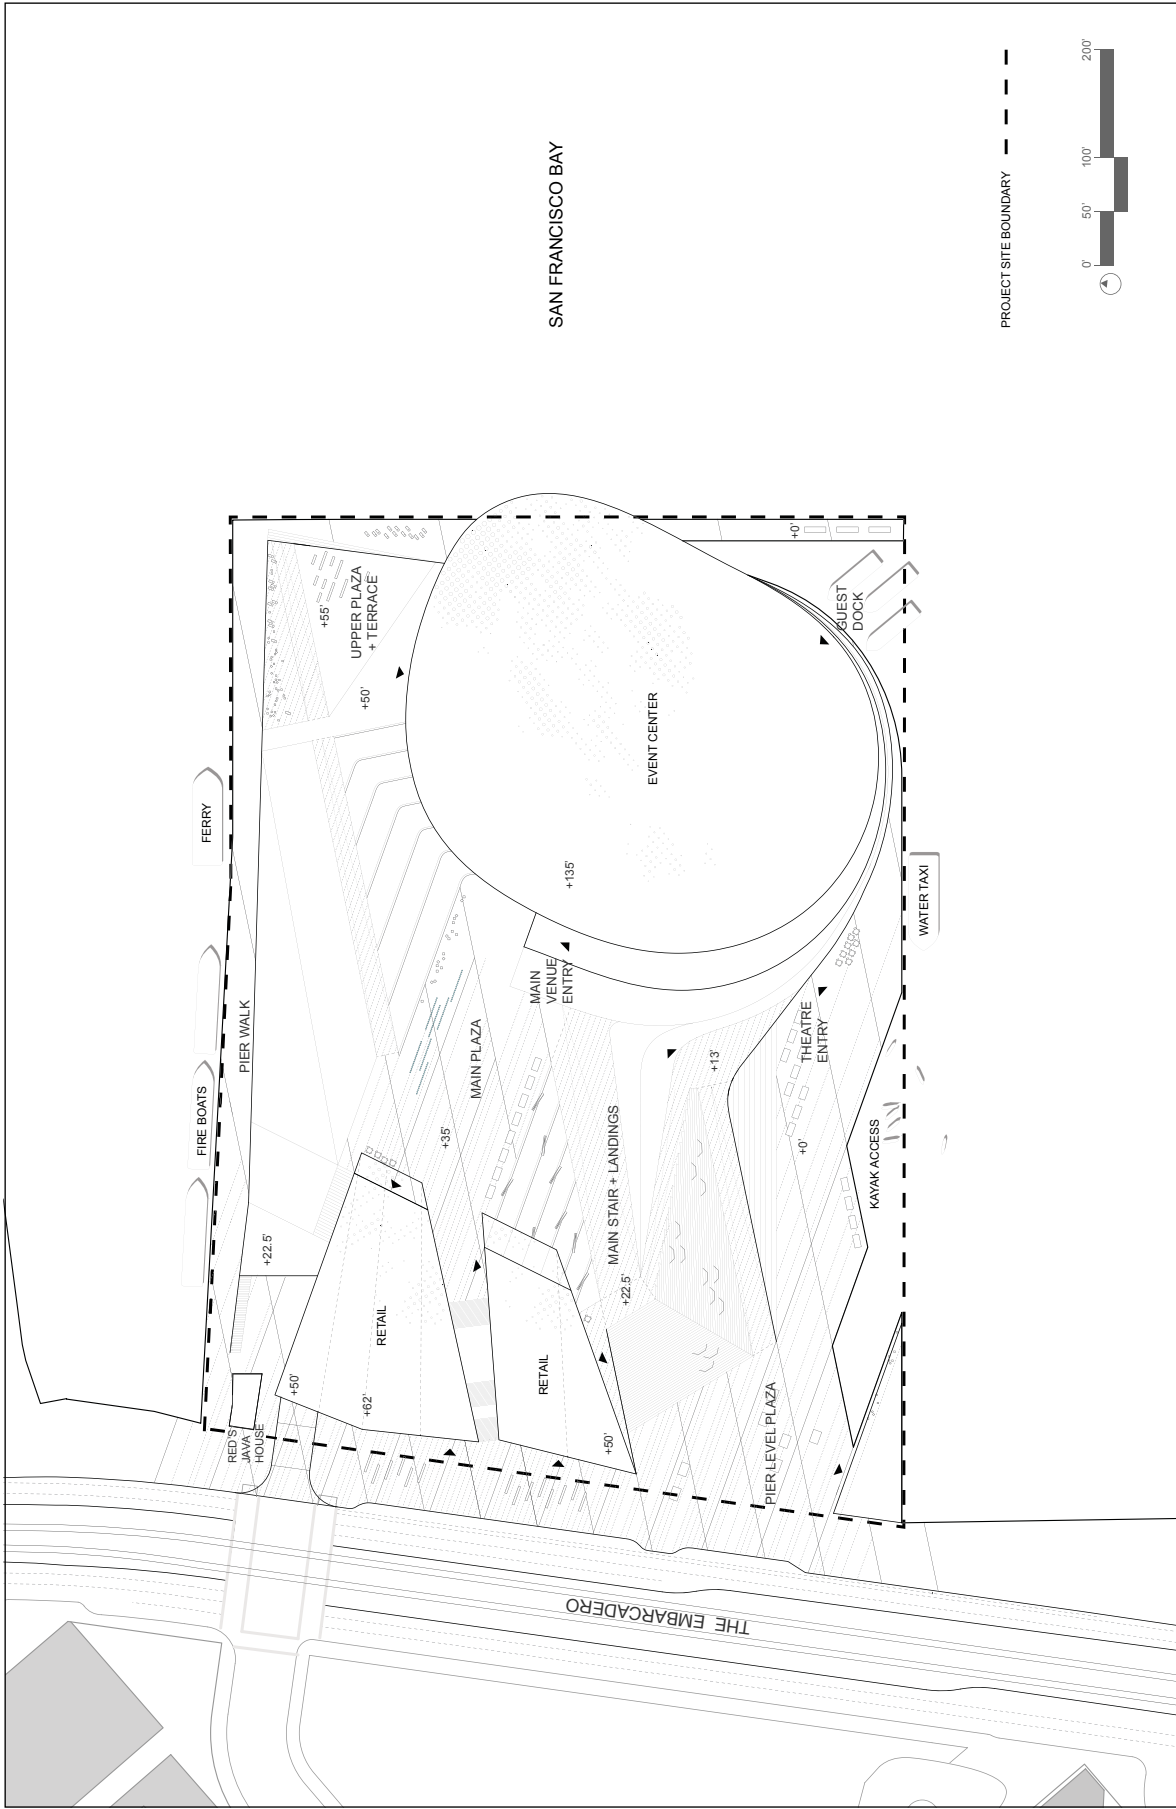 SAN FRANCISCO BAY
PROJECT SITE BOUNDARY
0'
50'
100'
200'
FERRY
FIRE BOATS
PIER WALK
+22.5'
RED'S
JAVA
HOUSE
+50'
+62'
RETAIL
RETAIL
+50'
+55'
UPPER PLAZA
+ TERRACE
+50'
MAIN PLAZA
+35'
MAIN
VENUE
ENTRY
+135'
EVENT CENTER
MAIN STAIR + LANDINGS
+22.5'
+13'
THEATRE
ENTRY
+0'
+0'
GUEST
DOCK
WATER TAXI
KAYAK ACCESS
PIER LEVEL PLAZA
THE EMBARCADERO